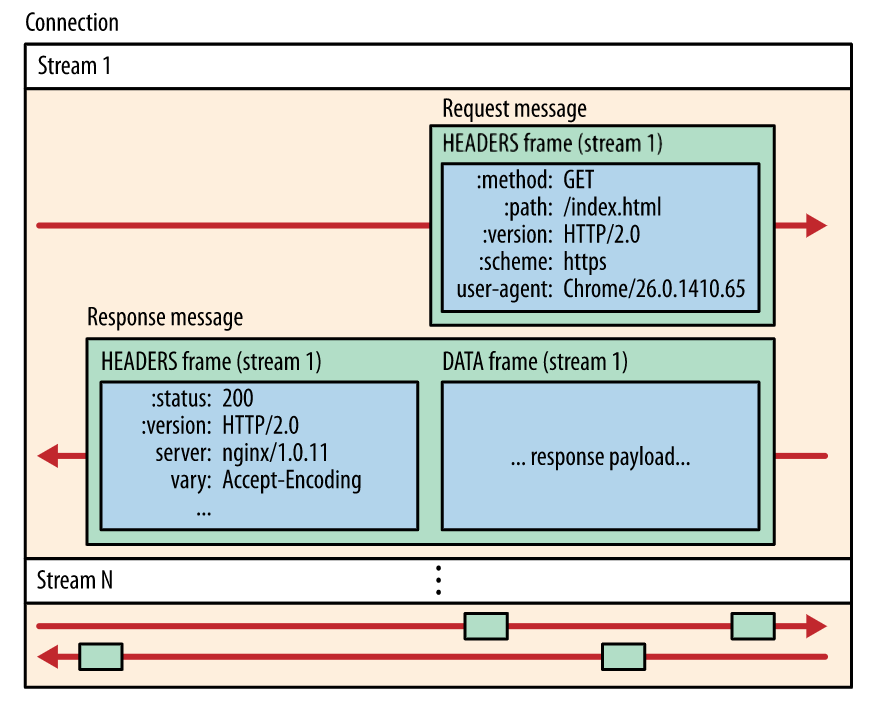 Connection
Stream 1
Request message
HEADERS frame (stream 1)
:method: GET
:path: /index.html
:version: HTTP/2.0
:scheme: https
user-agent: Chrome/26.0.1410.65
Response message
HEADERS frame (stream 1)
:status: 200
:version: HTTP/2.0
server: nginx/1.0.11
vary: Accept-Encoding
...
DATA frame (stream 1)
... response payload...
Stream N